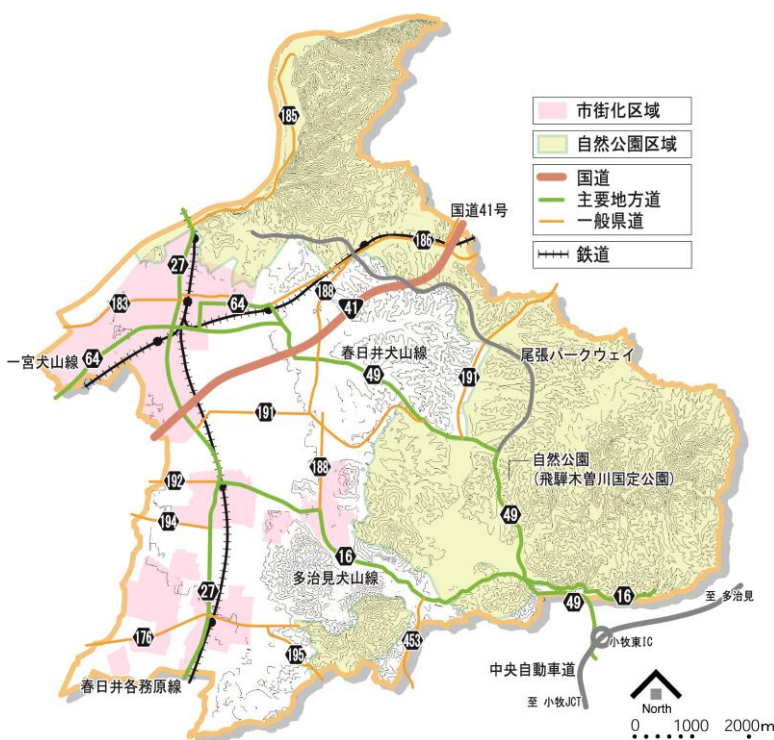 市街化区域
自然公園区域
国道
主要地方道
一般県道
鉄道
185
国道41号
186
27
183
64
188
41
64
一宮犬山線
春日井犬山線
49
尾張パークウェイ
191
191
自然公園
(飛騨木曽川国定公園)
188
192
49
194
16
多治見犬山線
27
49
16
至 多治見
176
453
小牧東IC
195
中央自動車道
春日井各務原線
至 小牧JCT
North
0 1000 2000m